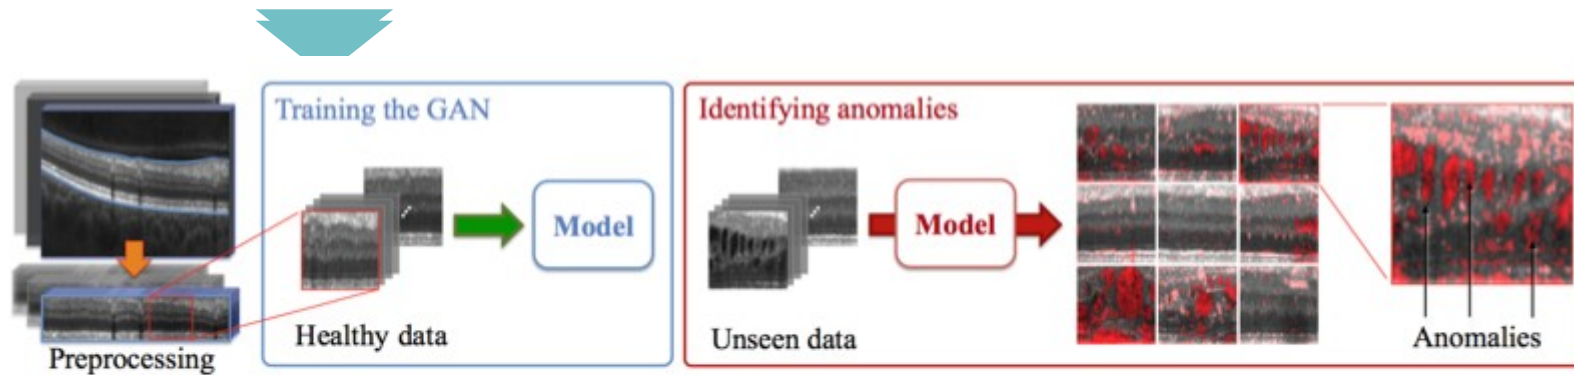 Training the GAN
Identifying anomalies
Model
Model
Healthy data
Unseen data
Anomalies
Preprocessing